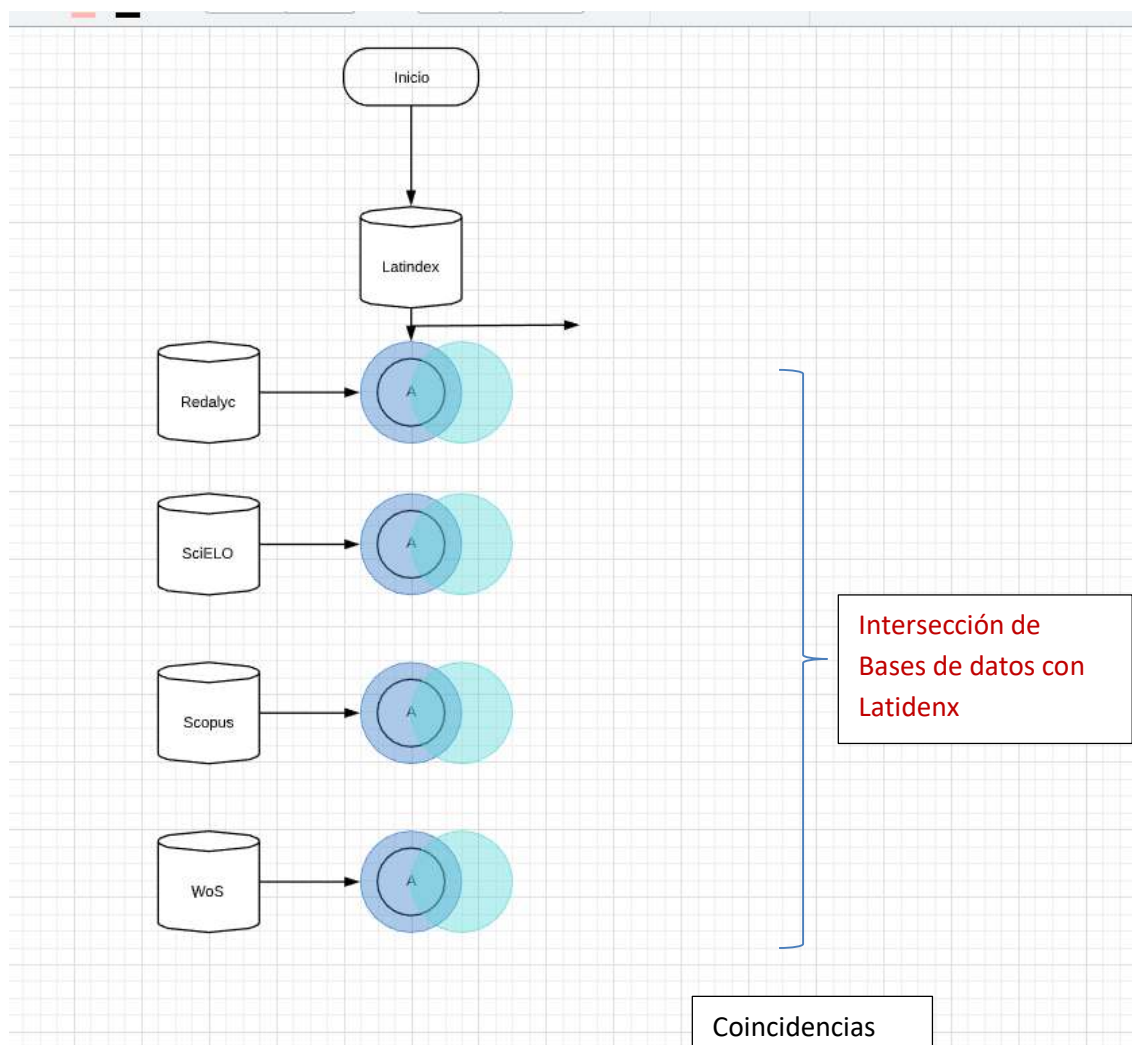 Inicio
Latindex
Redalyc
A
SciELO
A
Intersección de
Bases de datos con
Latidenx
Scopus
A
WoS
A
Coincidencias